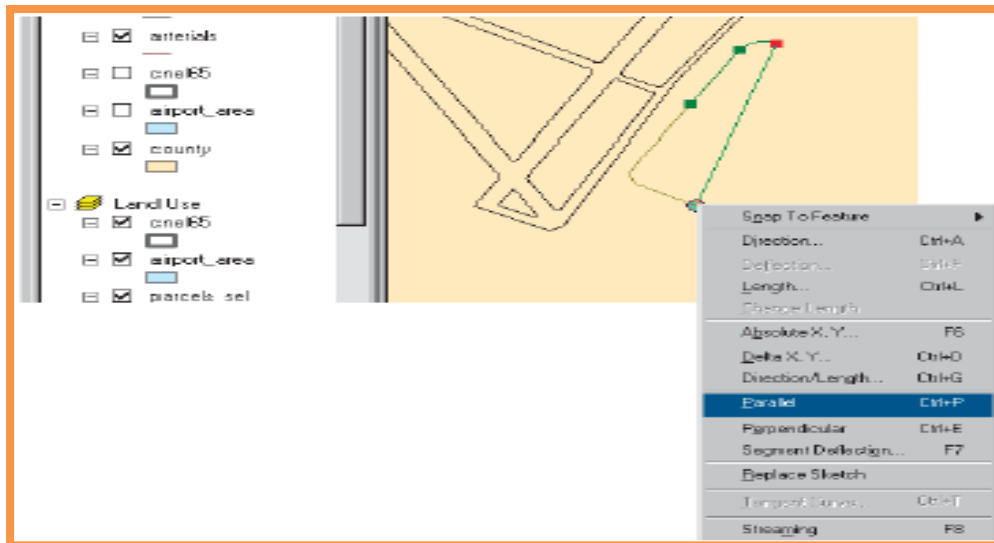 arterials
cnel65
airport_area
county
Land Use
cnel65
airport_area
parcels_sel
Snap To Feature
Direction... Ctrl+A
Deflection...
Length... Ctrl+L
Change Length
Absolute X, Y... F6
Delta X, Y... Ctrl+D
Direction/Length... Ctrl+G
Parallel Ctrl+P
Perpendicular Ctrl+E
Segment Deflection... F7
Replace Sketch
Tangent Curve... Ctrl+T
Streaming F8